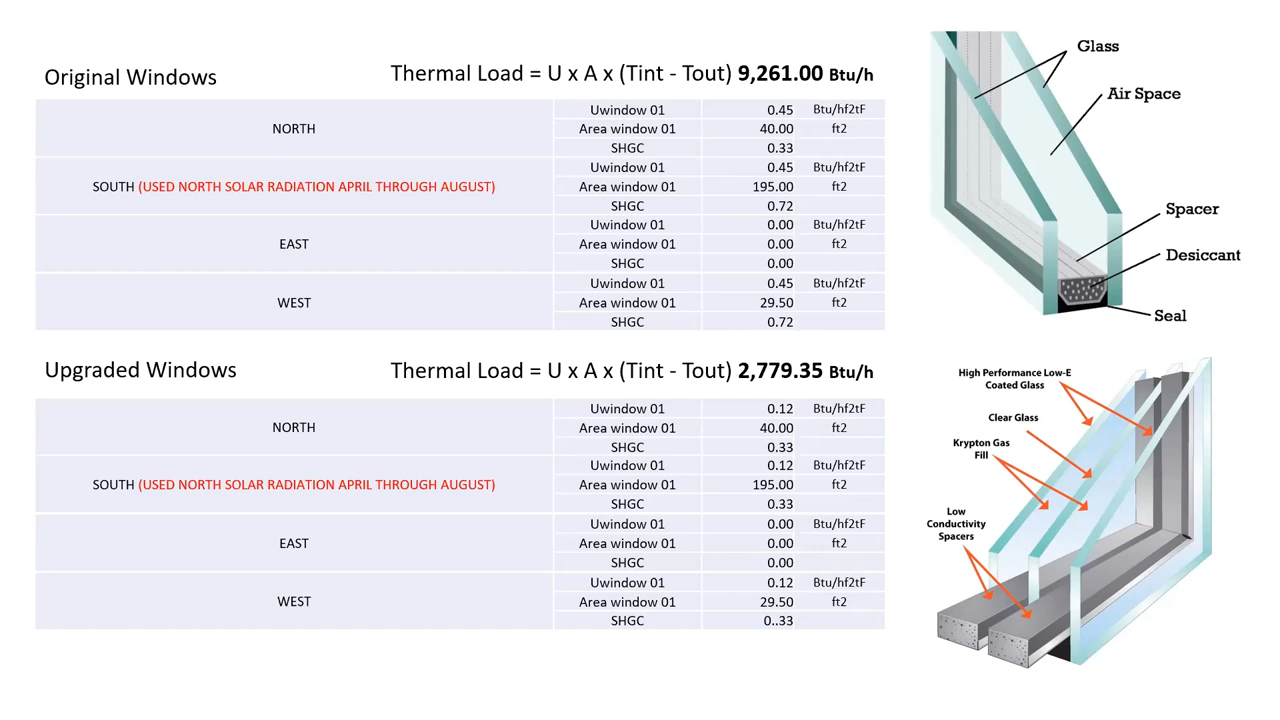 Original Windows
Thermal Load = U x A x (Tint - Tout) 9,261.00 Btu/h
NORTH
Uwindow 01 0.45 Btu/hf2tF
Area window 01 40.00 ft2
SHGC 0.33
SOUTH (USED NORTH SOLAR RADIATION APRIL THROUGH AUGUST)
Uwindow 01 0.45 Btu/hf2tF
Area window 01 195.00 ft2
SHGC 0.72
EAST
Uwindow 01 0.00 Btu/hf2tF
Area window 01 0.00 ft2
SHGC 0.00
WEST
Uwindow 01 0.45 Btu/hf2tF
Area window 01 29.50 ft2
SHGC 0.72
Glass
Air Space
Spacer
Desiccant
Seal
Upgraded Windows
Thermal Load = U x A x (Tint - Tout) 2,779.35 Btu/h
NORTH
Uwindow 01 0.12 Btu/hf2tF
Area window 01 40.00 ft2
SHGC 0.33
SOUTH (USED NORTH SOLAR RADIATION APRIL THROUGH AUGUST)
Uwindow 01 0.12 Btu/hf2tF
Area window 01 195.00 ft2
SHGC 0.33
EAST
Uwindow 01 0.00 Btu/hf2tF
Area window 01 0.00 ft2
SHGC 0.00
WEST
Uwindow 01 0.12 Btu/hf2tF
Area window 01 29.50 ft2
SHGC 0..33
High Performance Low-E
Coated Glass
Clear Glass
Krypton Gas
Fill
Low
Conductivity
Spacers